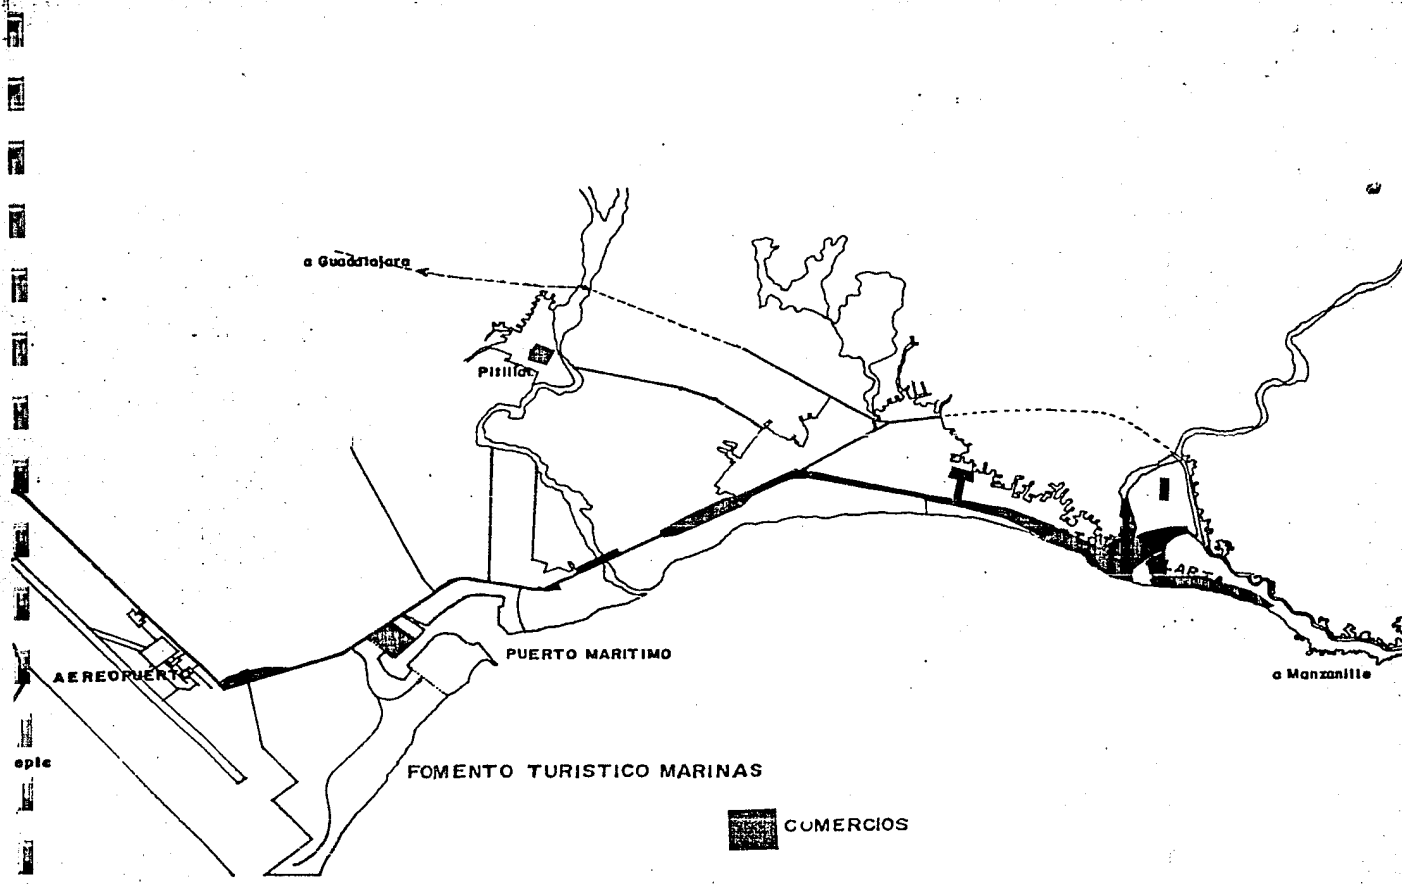 a Guadalajara
Pitillal
PUERTO MARITIMO
AEREOPUERTO
a Manzanillo
epic
FOMENTO TURISTICO MARINAS
COMERCIOS